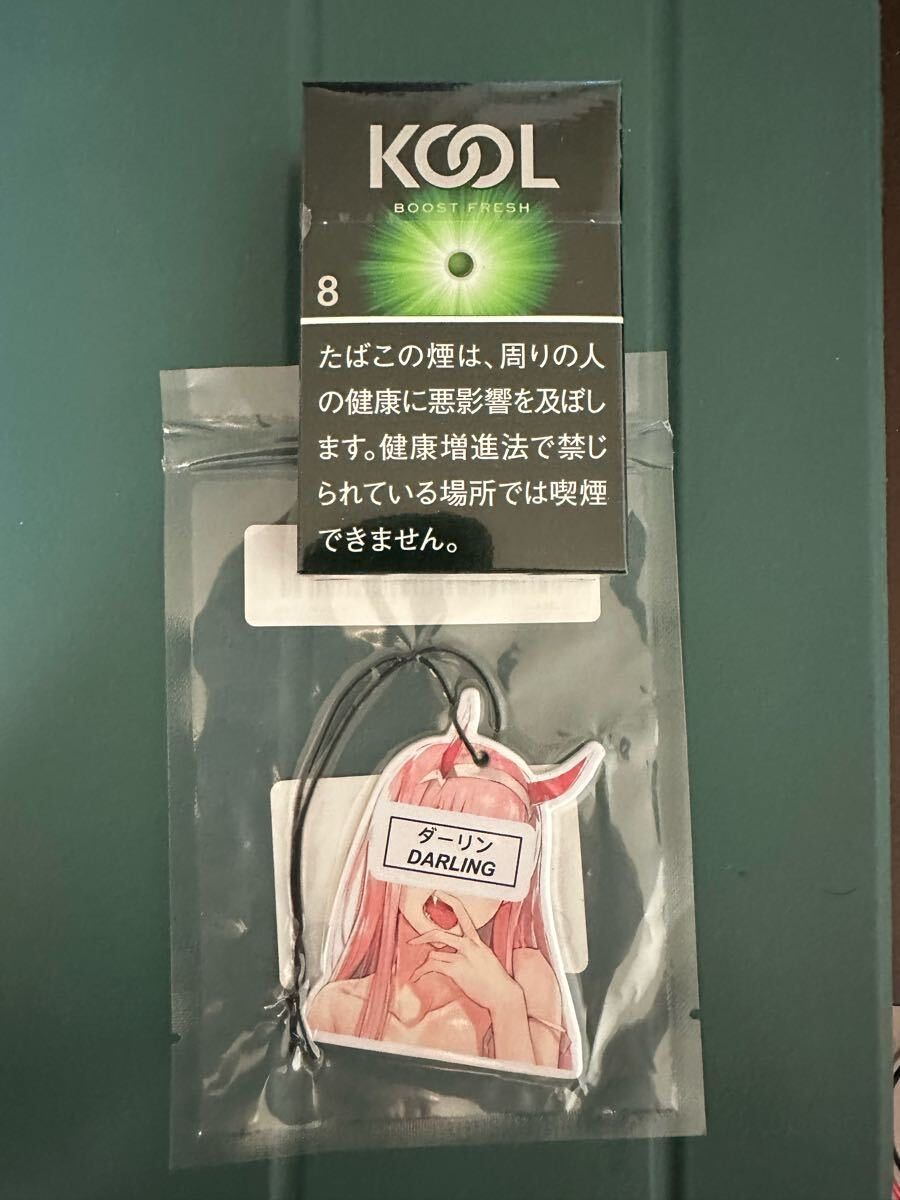 KOOL
BOOST FRESH
8
たばこの煙は、周りの人
の健康に悪影響を及ぼし
ます。健康増進法で禁じ
られている場所では喫煙
できません。
ダーリン
DARLING